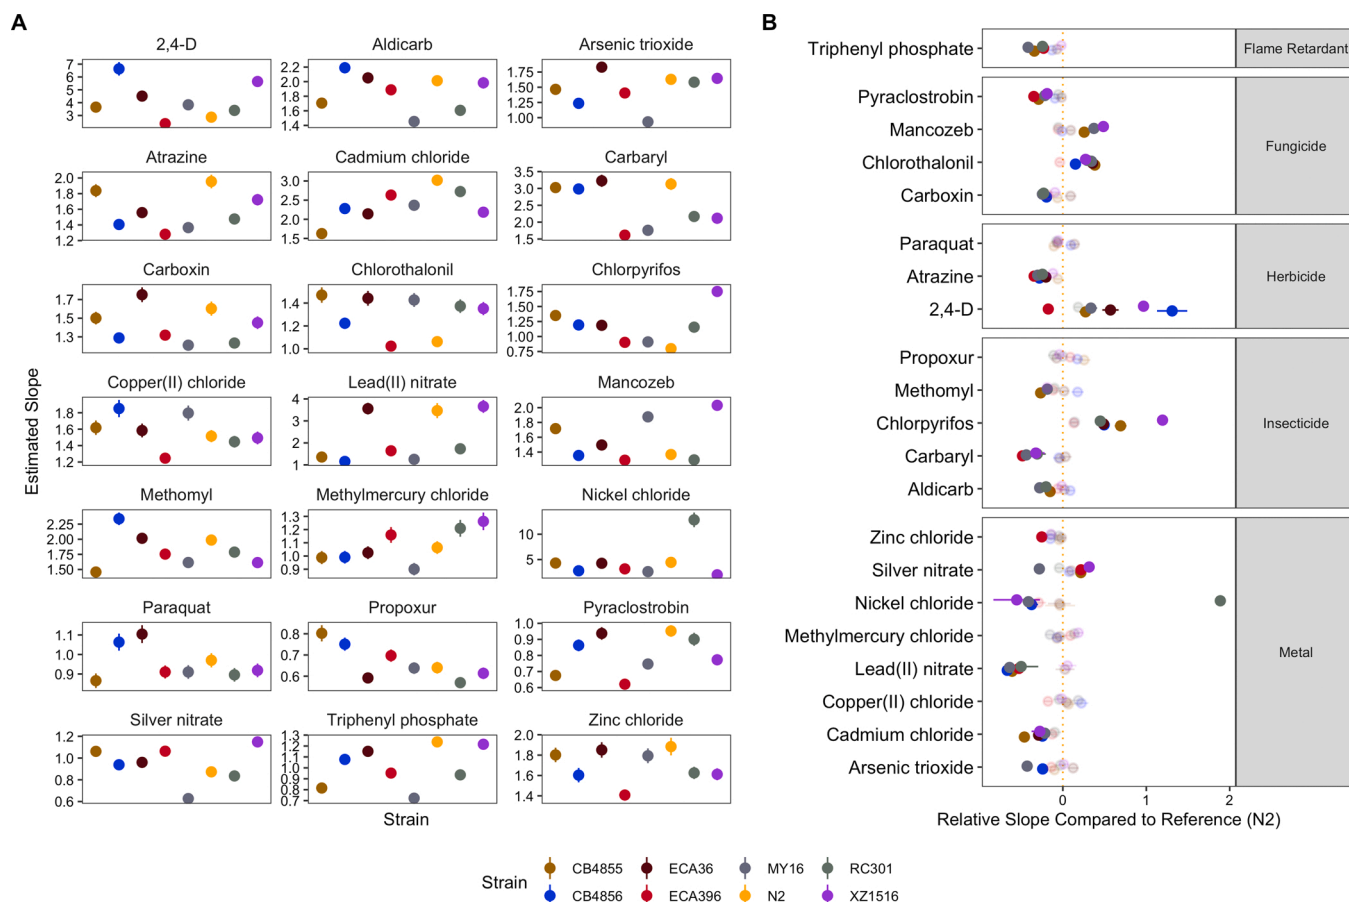 A
B
2,4-D
Aldicarb
Arsenic trioxide
7
6
5
4
3
2.2
2.0
1.8
1.6
1.4
1.75
1.50
1.25
1.00
Atrazine
Cadmium chloride
Carbaryl
2.0
1.8
1.6
1.4
1.2
3.0
2.5
2.0
1.5
3.5
3.0
2.5
2.0
1.5
Carboxin
Chlorothalonil
Chlorpyrifos
1.7
1.5
1.3
1.4
1.2
1.0
1.75
1.50
1.25
1.00
0.75
Copper(II) chloride
Lead(II) nitrate
Mancozeb
1.8
1.6
1.4
1.2
4
3
2
1
2.0
1.8
1.6
1.4
Methomyl
Methylmercury chloride
Nickel chloride
2.25
2.00
1.75
1.50
1.3
1.2
1.1
1.0
0.9
10
5
Paraquat
Propoxur
Pyraclostrobin
1.1
1.0
0.9
0.8
0.7
0.6
1.0
0.9
0.8
0.7
0.6
Silver nitrate
Triphenyl phosphate
Zinc chloride
1.2
1.0
0.8
0.6
1.3
1.2
1.1
1.0
0.9
0.8
0.7
2.0
1.8
1.6
1.4
Estimated Slope
Strain
Triphenyl phosphate
Flame Retardant
Pyraclostrobin
Mancozeb
Chlorothalonil
Carboxin
Fungicide
Paraquat
Atrazine
2,4-D
Herbicide
Propoxur
Methomyl
Chlorpyrifos
Carbaryl
Aldicarb
Insecticide
Zinc chloride
Silver nitrate
Nickel chloride
Methylmercury chloride
Lead(II) nitrate
Copper(II) chloride
Cadmium chloride
Arsenic trioxide
Metal
0
1
2
Relative Slope Compared to Reference (N2)
Strain
CB4855
ECA36
MY16
RC301
CB4856
ECA396
N2
XZ1516